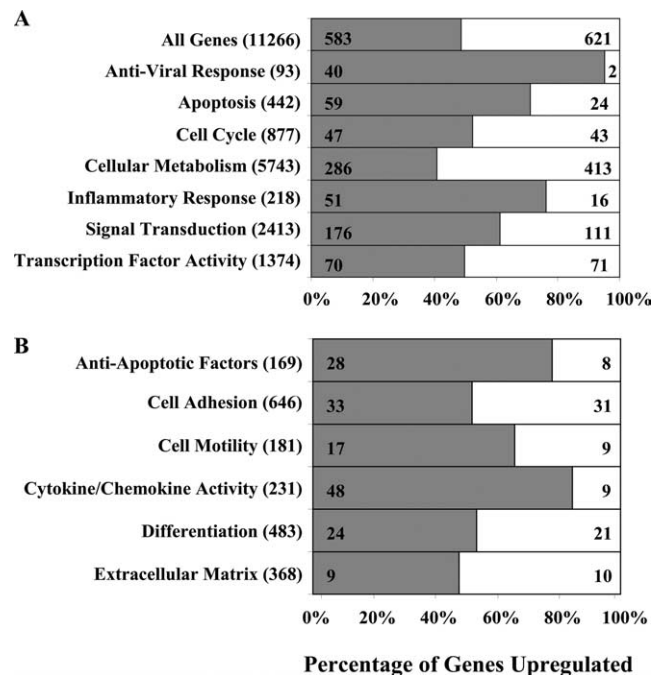 A
All Genes (11266) 583 621
Anti-Viral Response (93) 40 2
Apoptosis (442) 59 24
Cell Cycle (877) 47 43
Cellular Metabolism (5743) 286 413
Inflammatory Response (218) 51 16
Signal Transduction (2413) 176 111
Transcription Factor Activity (1374) 70 71
0% 20% 40% 60% 80% 100%
B
Anti-Apoptotic Factors (169) 28 8
Cell Adhesion (646) 33 31
Cell Motility (181) 17 9
Cytokine/Chemokine Activity (231) 48 9
Differentiation (483) 24 21
Extracellular Matrix (368) 9 10
0% 20% 40% 60% 80% 100%
Percentage of Genes Upregulated